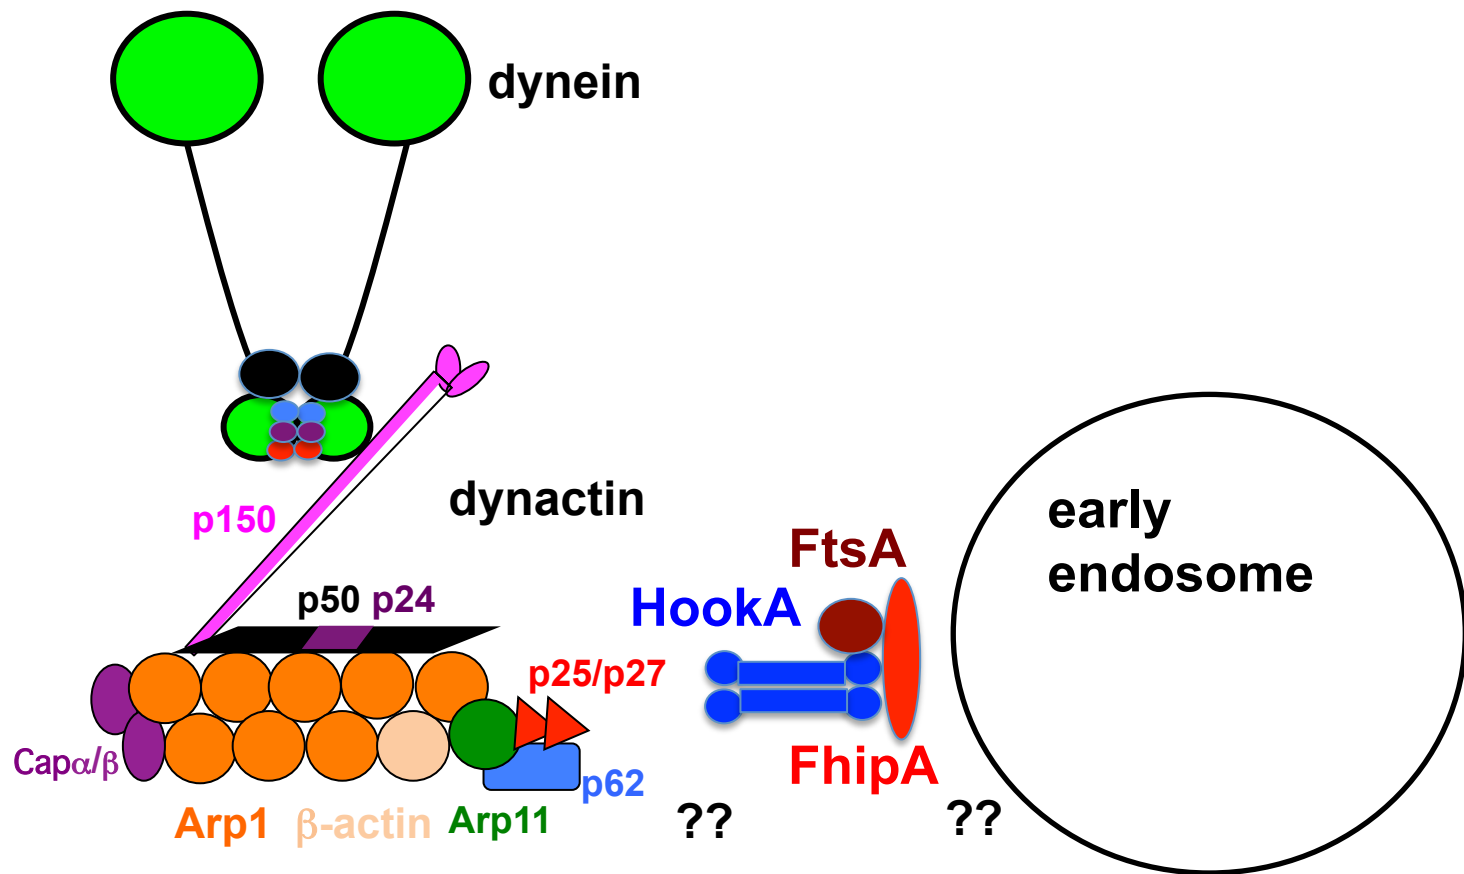 dynein
p150
dynactin
p50 p24
early
endosome
FtsA
HookA
p25/p27
Capα/β
p62
FhipA
Arp1 β-actin Arp11
??
??